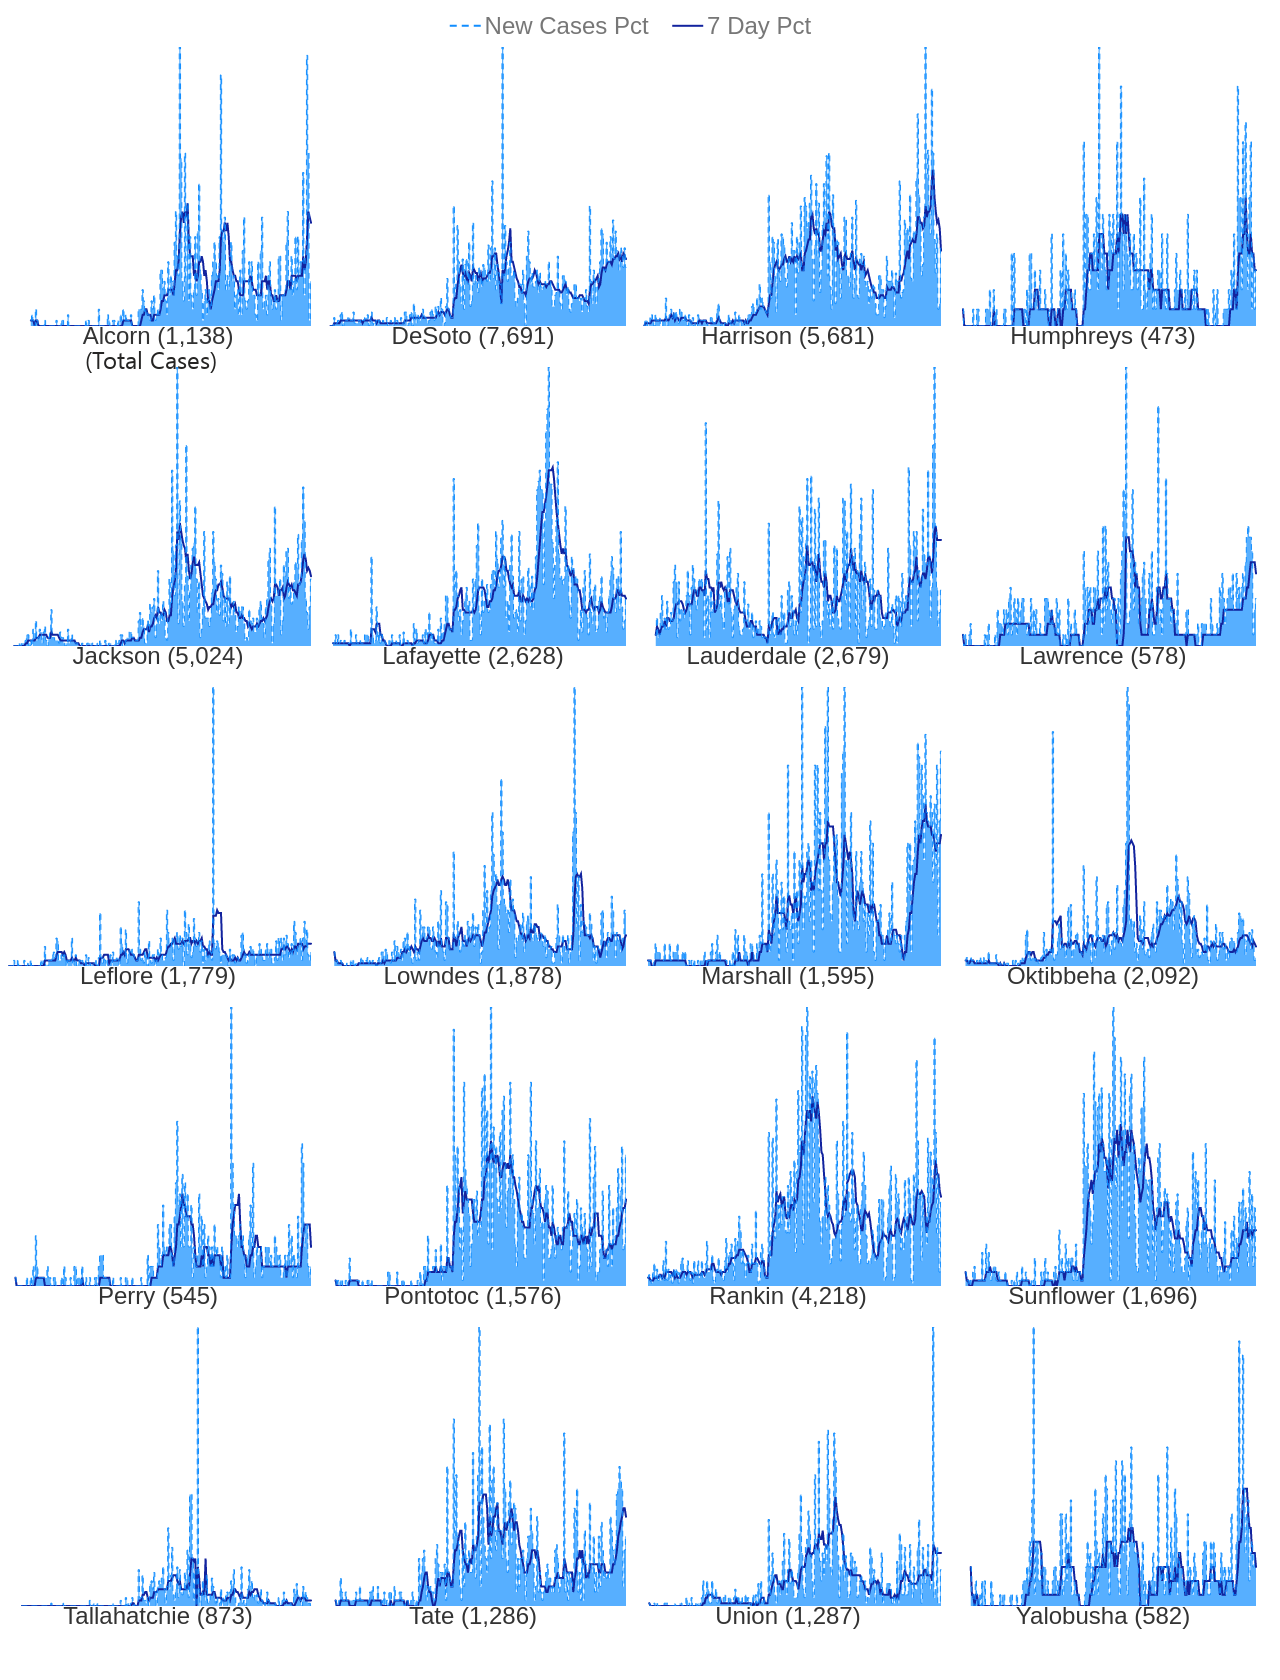 New Cases Pct 7 Day Pct
Alcorn (1,138) DeSoto (7,691) Harrison (5,681) Humphreys (473)
(Total Cases)
Jackson (5,024) Lafayette (2,628) Lauderdale (2,679) Lawrence (578)
Leflore (1,779) Lowndes (1,878) Marshall (1,595) Oktibbeha (2,092)
Perry (545) Pontotoc (1,576) Rankin (4,218) Sunflower (1,696)
Tallahatchie (873) Tate (1,286) Union (1,287) Yalobusha (582)